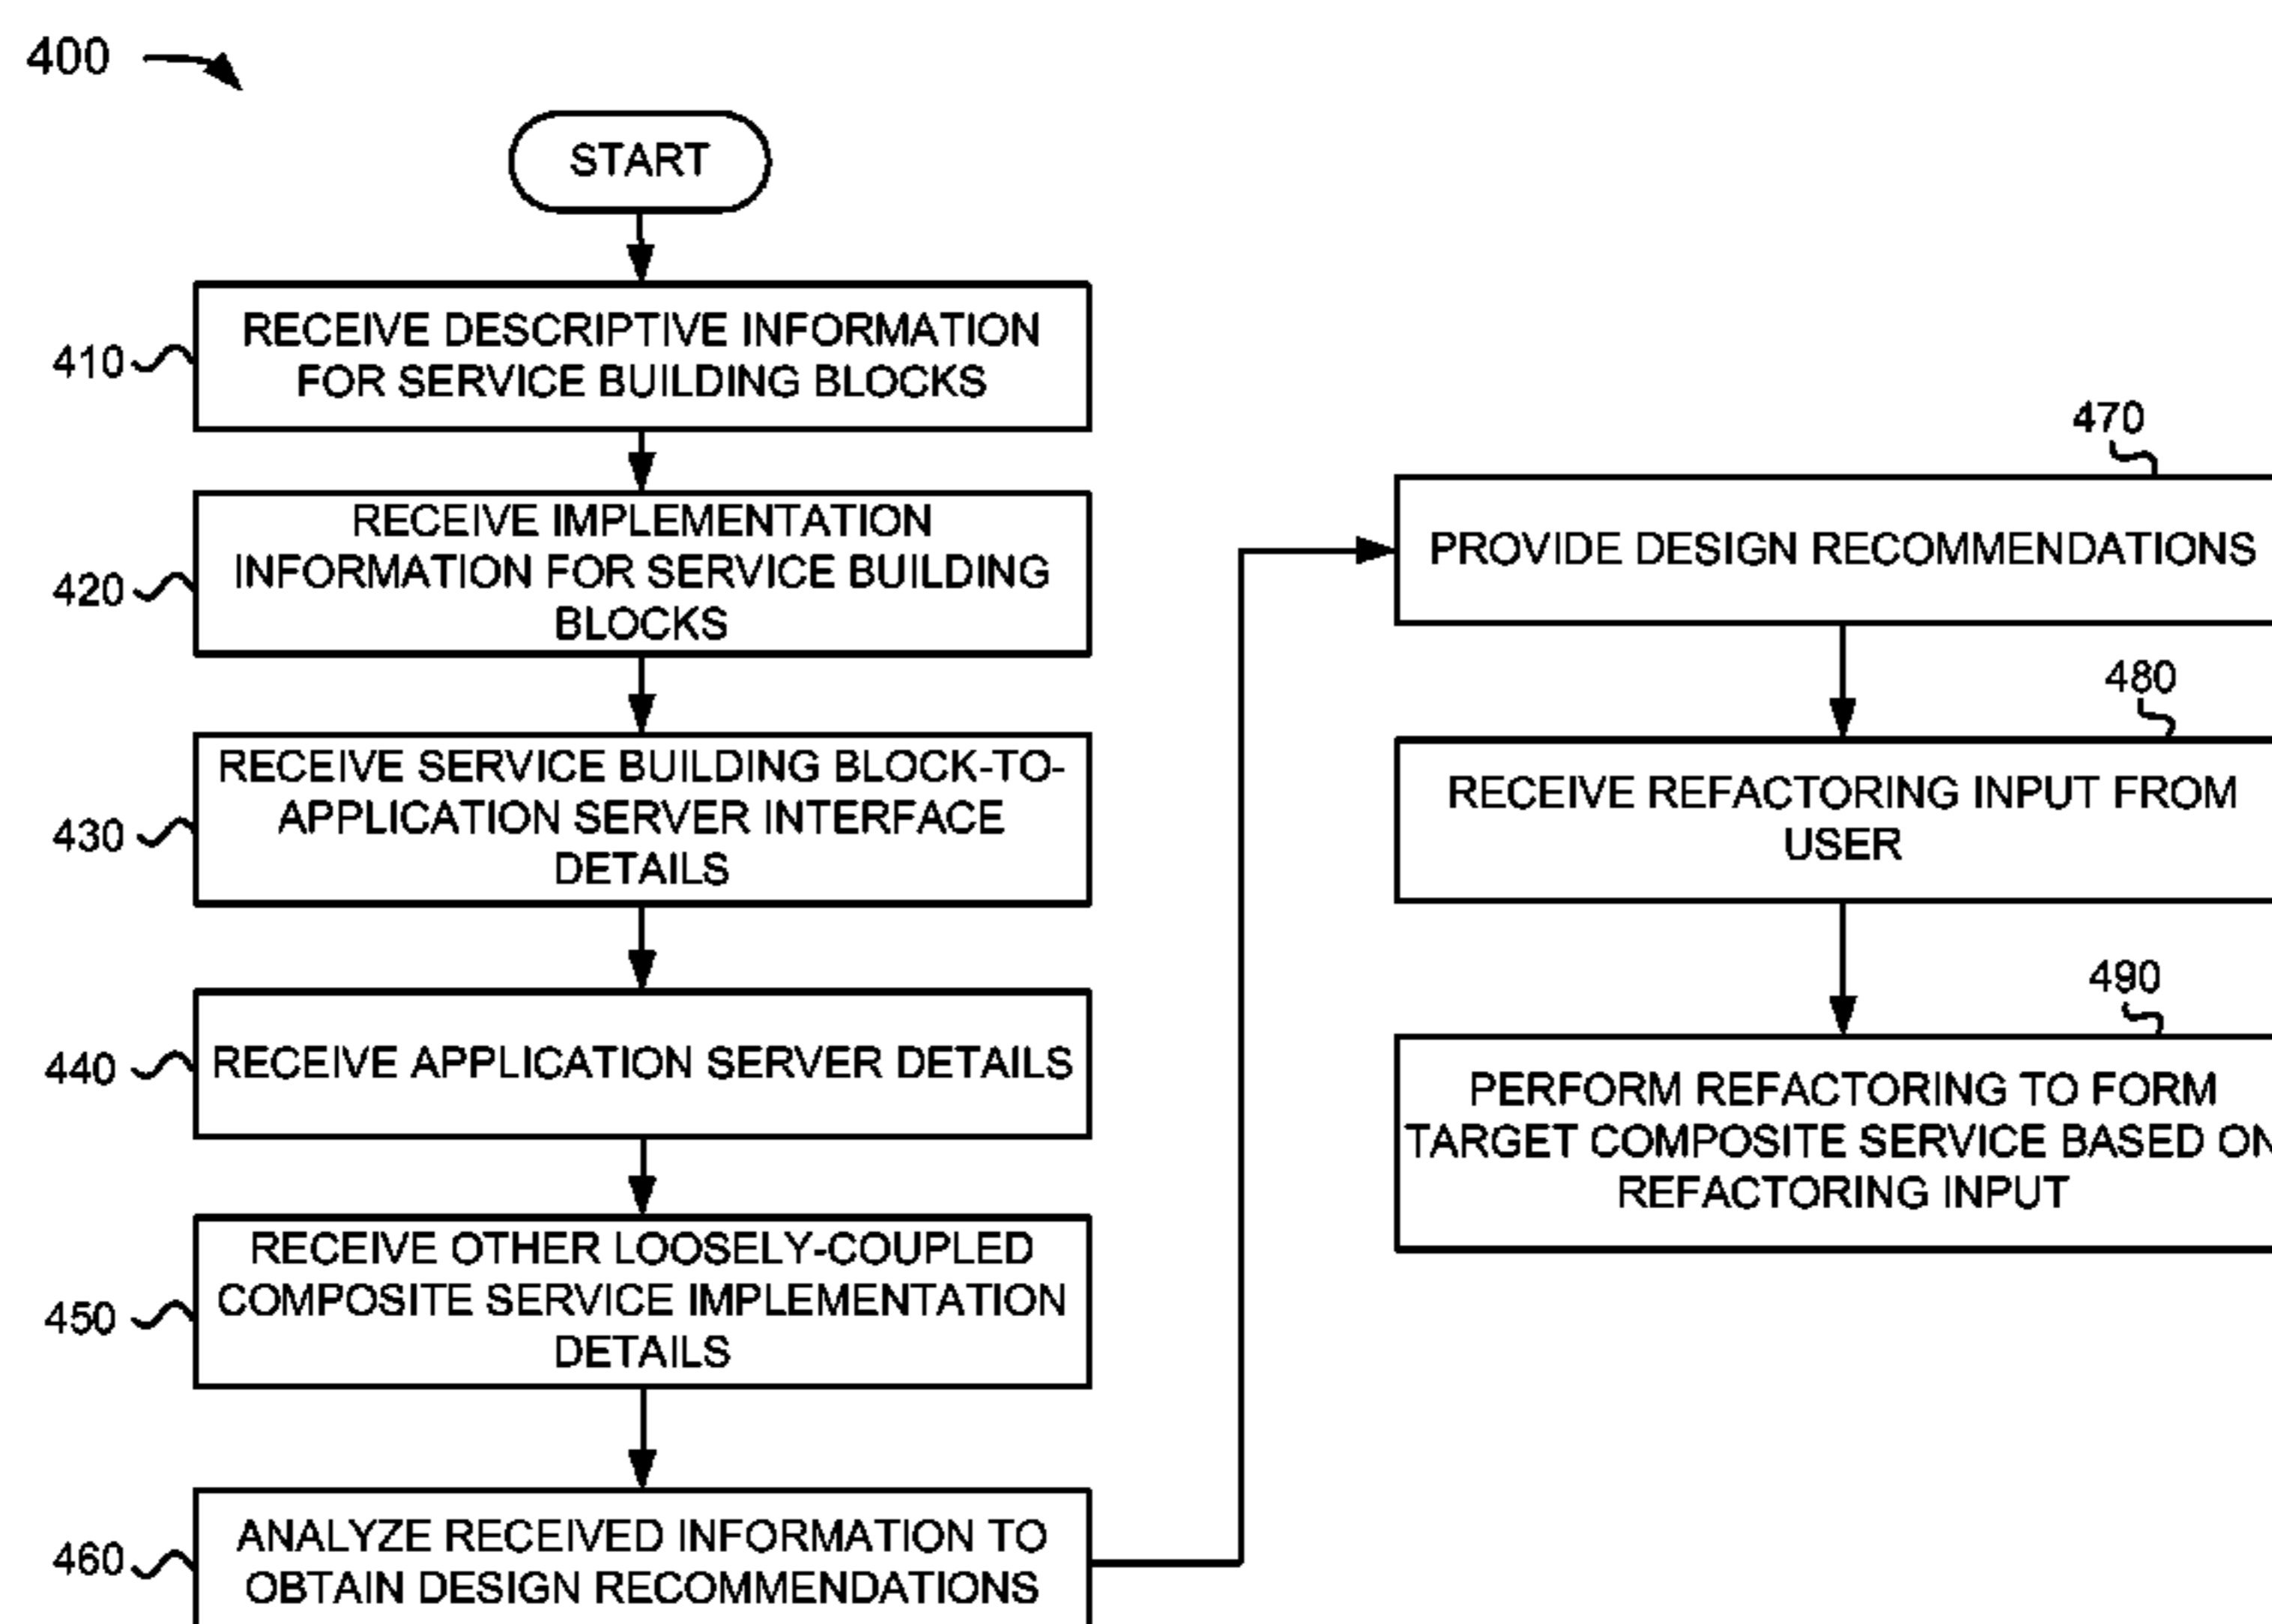 400
START
410
RECEIVE DESCRIPTIVE INFORMATION
FOR SERVICE BUILDING BLOCKS
420
RECEIVE IMPLEMENTATION
INFORMATION FOR SERVICE BUILDING
BLOCKS
430
RECEIVE SERVICE BUILDING BLOCK-TO-
APPLICATION SERVER INTERFACE
DETAILS
440
RECEIVE APPLICATION SERVER DETAILS
450
RECEIVE OTHER LOOSELY-COUPLED
COMPOSITE SERVICE IMPLEMENTATION
DETAILS
460
ANALYZE RECEIVED INFORMATION TO
OBTAIN DESIGN RECOMMENDATIONS
470
PROVIDE DESIGN RECOMMENDATIONS
480
RECEIVE REFACTORING INPUT FROM
USER
490
PERFORM REFACTORING TO FORM
TARGET COMPOSITE SERVICE BASED ON
REFACTORING INPUT